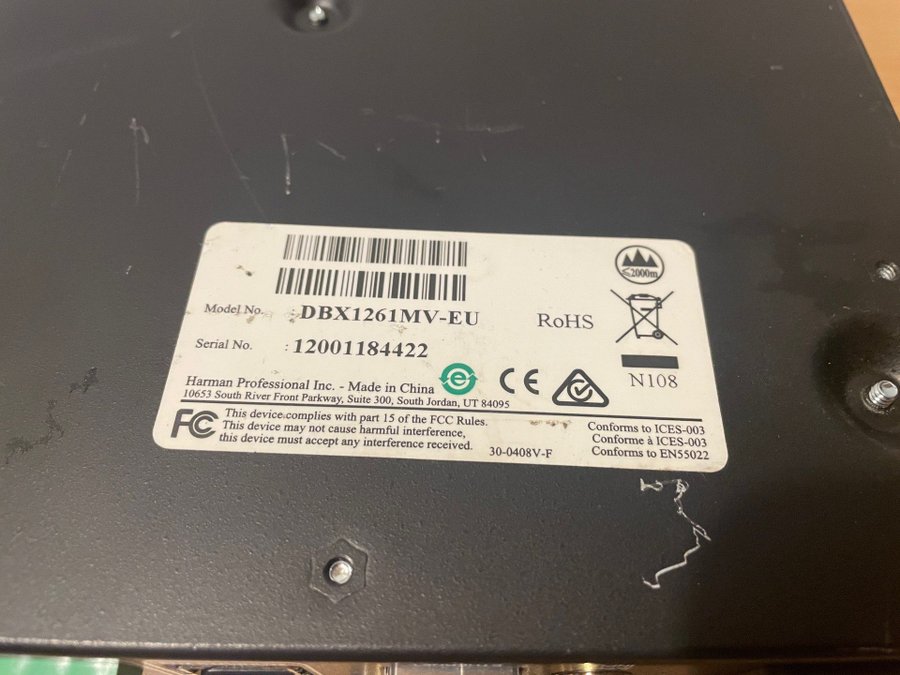 Model No. : DBX1261MV-EU
Serial No. : 12001184422
Harman Professional Inc. - Made in China
10653 South River Front Parkway, Suite 300, South Jordan, UT 84095
FC This device complies with part 15 of the FCC Rules.
This device may not cause harmful interference,
this device must accept any interference received.
30-0408V-F
RoHS
≤2000m
e CE
N108
Conforms to ICES-003
Conforme à ICES-003
Conforms to EN55022